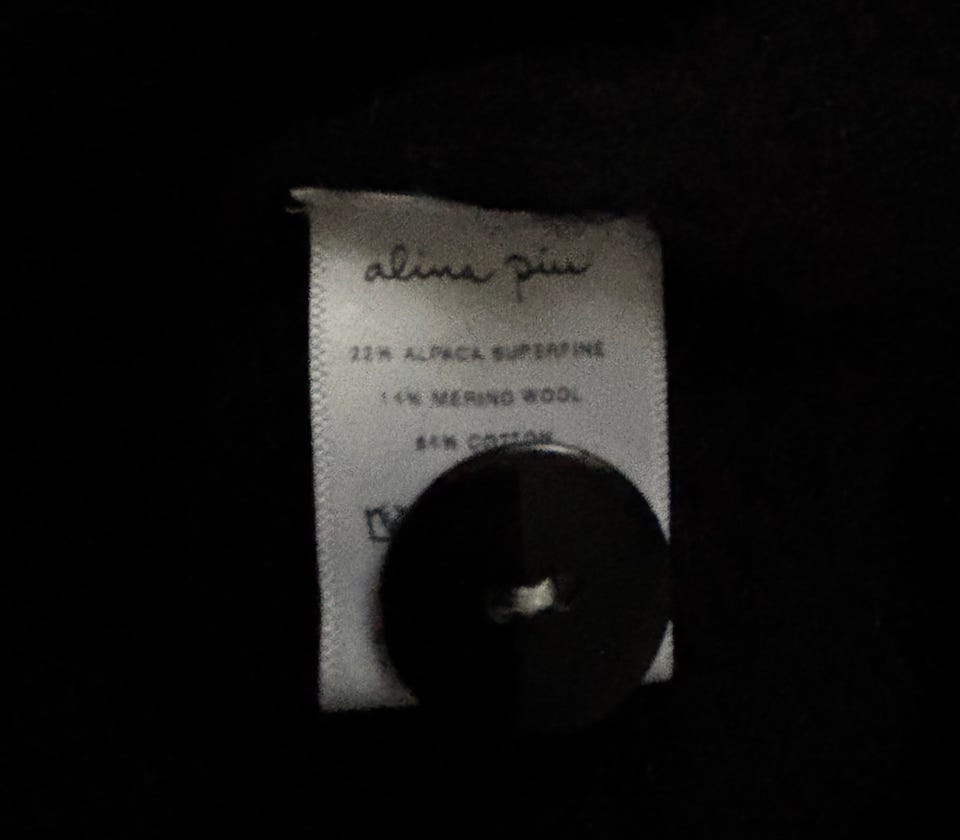 alina piu
22% ALPACA SUPERFINE
14% MERINO WOOL
64% COTTON